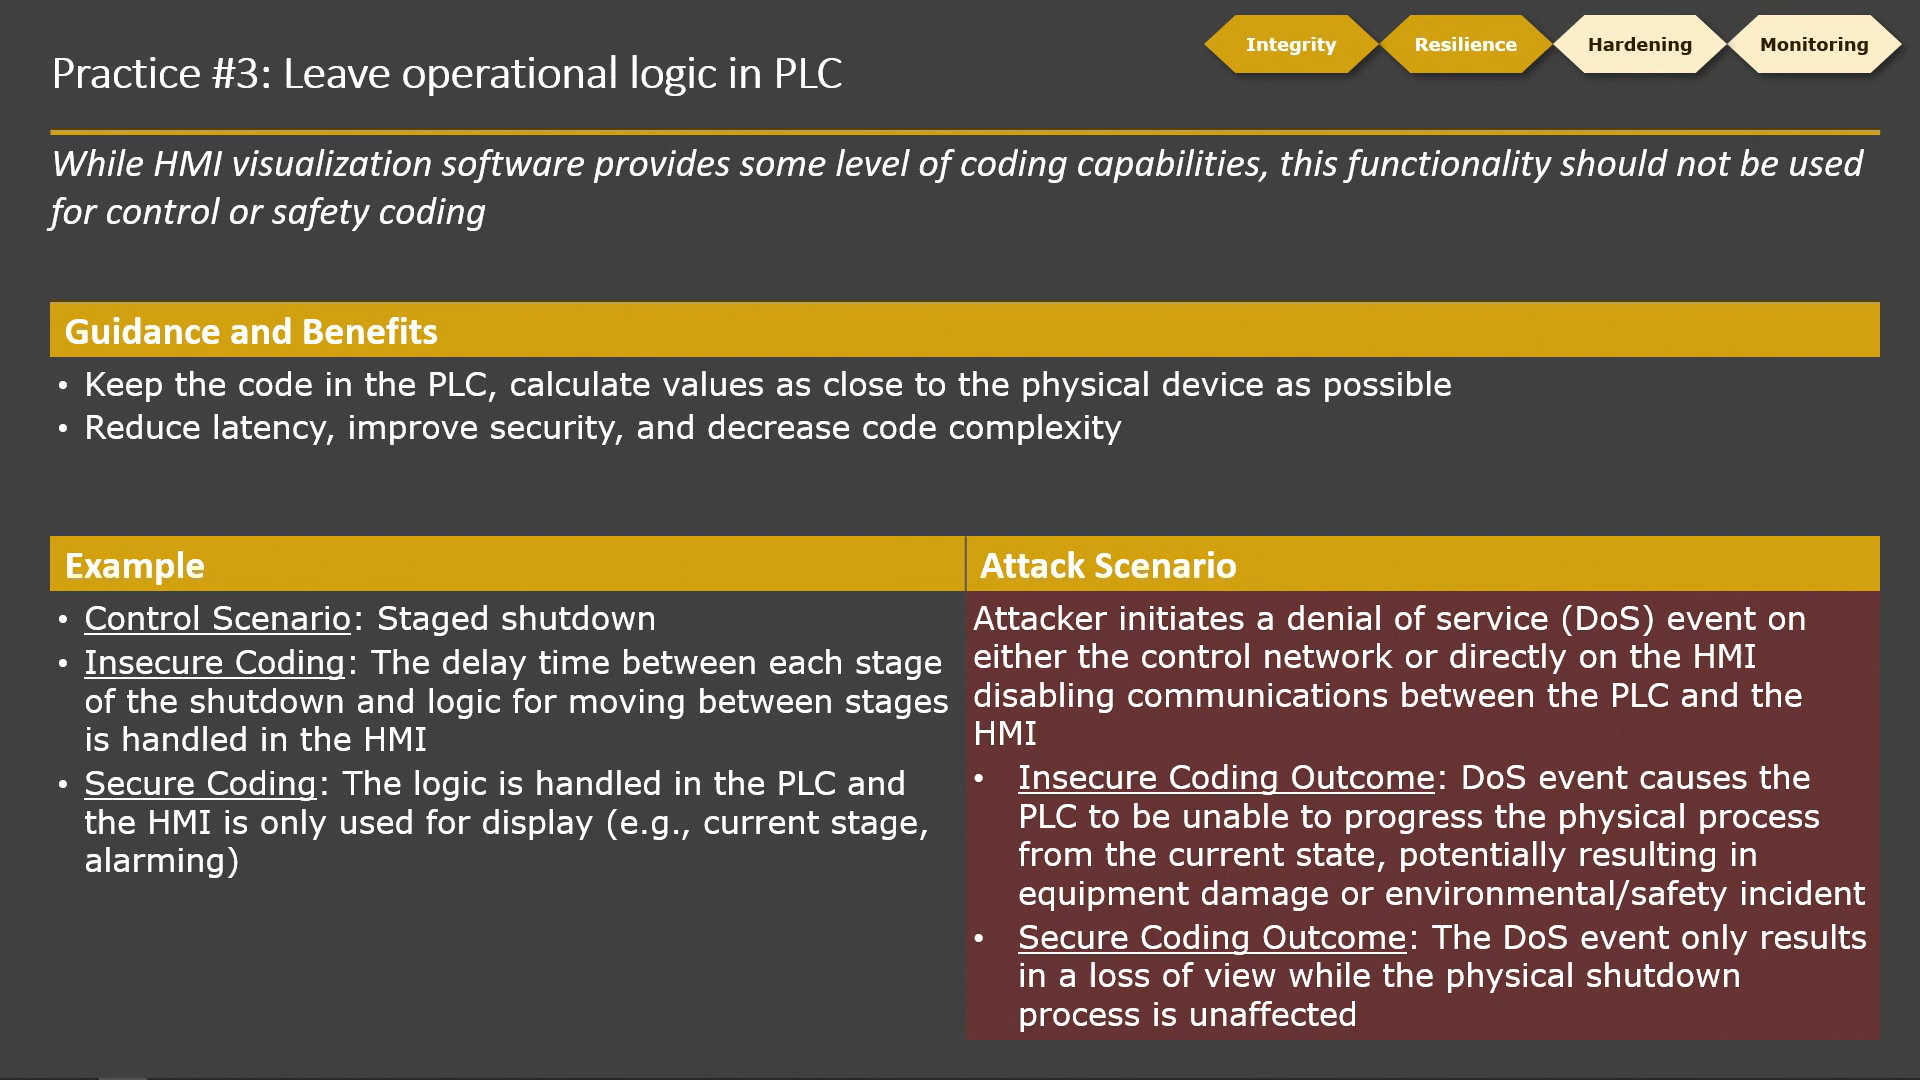 Integrity Resilience Hardening Monitoring
Practice #3: Leave operational logic in PLC
While HMI visualization software provides some level of coding capabilities, this functionality should not be used
for control or safety coding
Guidance and Benefits
• Keep the code in the PLC, calculate values as close to the physical device as possible
• Reduce latency, improve security, and decrease code complexity
Example
• Control Scenario: Staged shutdown
• Insecure Coding: The delay time between each stage
of the shutdown and logic for moving between stages
is handled in the HMI
• Secure Coding: The logic is handled in the PLC and
the HMI is only used for display (e.g., current stage,
alarming)
Attack Scenario
Attacker initiates a denial of service (DoS) event on
either the control network or directly on the HMI
disabling communications between the PLC and the
HMI
• Insecure Coding Outcome: DoS event causes the
PLC to be unable to progress the physical process
from the current state, potentially resulting in
equipment damage or environmental/safety incident
• Secure Coding Outcome: The DoS event only results
in a loss of view while the physical shutdown
process is unaffected